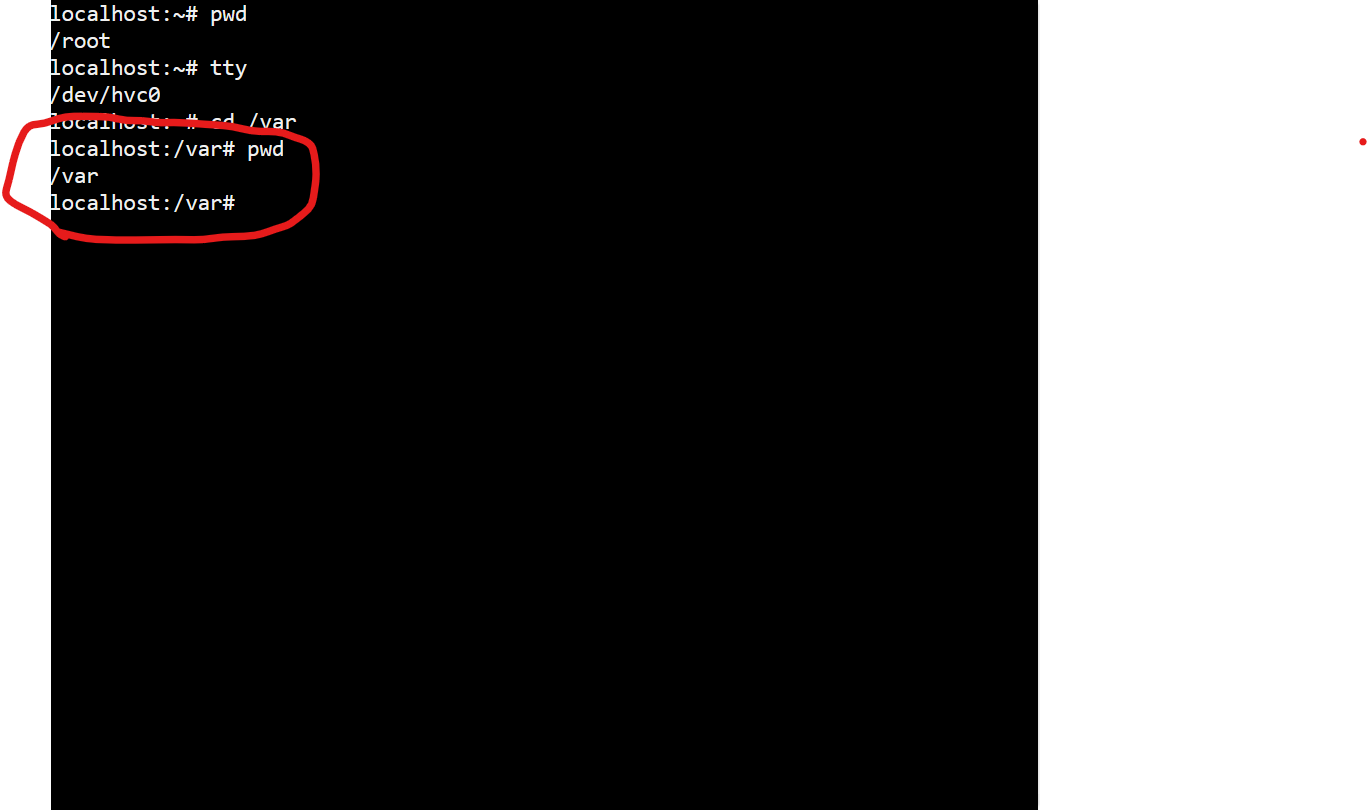 localhost:~# pwd
/root
localhost:~# tty
/dev/hvc0
localhost:~# cd /var
localhost:/var# pwd
/var
localhost:/var#